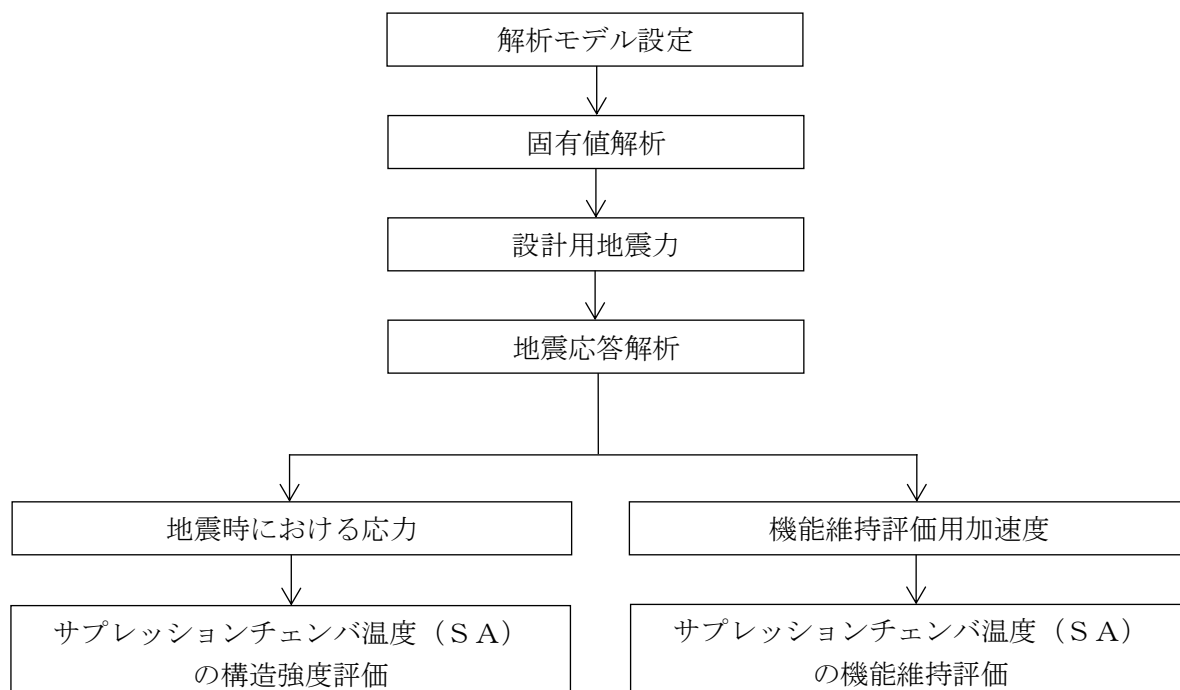 解析モデル設定
固有値解析
設計用地震力
地震応答解析
地震時における応力
機能維持評価用加速度
サプレッションチェンバ温度（ＳＡ）
の構造強度評価
サプレッションチェンバ温度（ＳＡ）
の機能維持評価